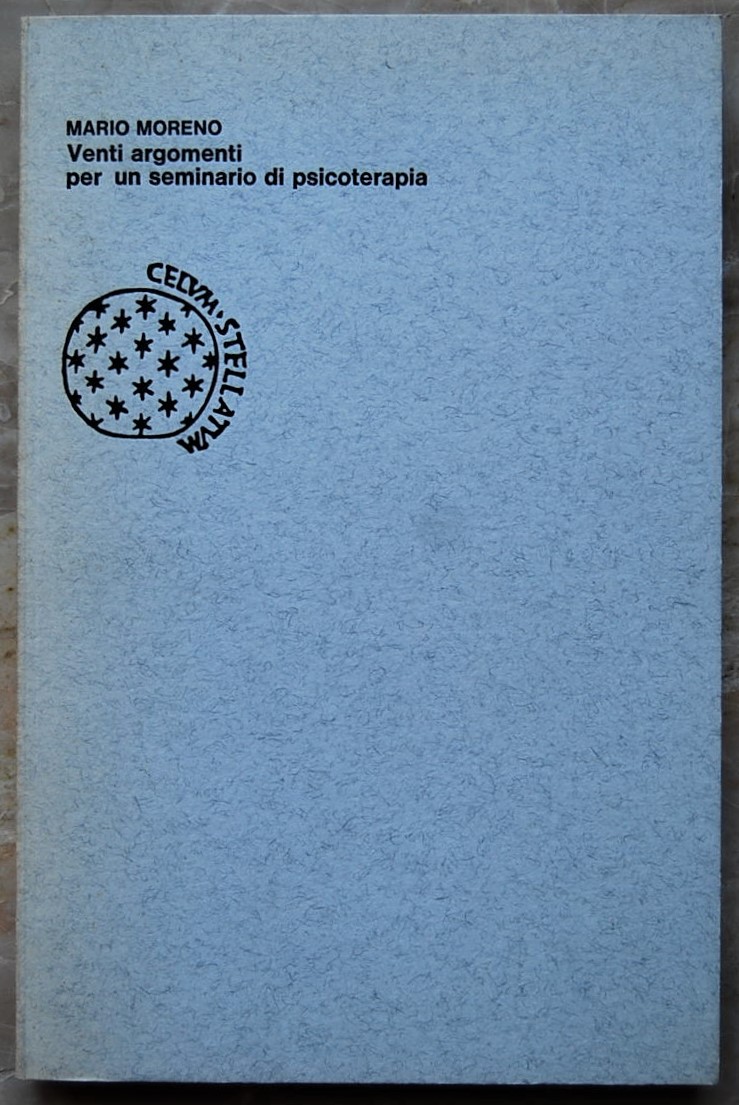 MARIO MORENO
Venti argomenti
per un seminario di psicoterapia
CELVM·STELLATVM